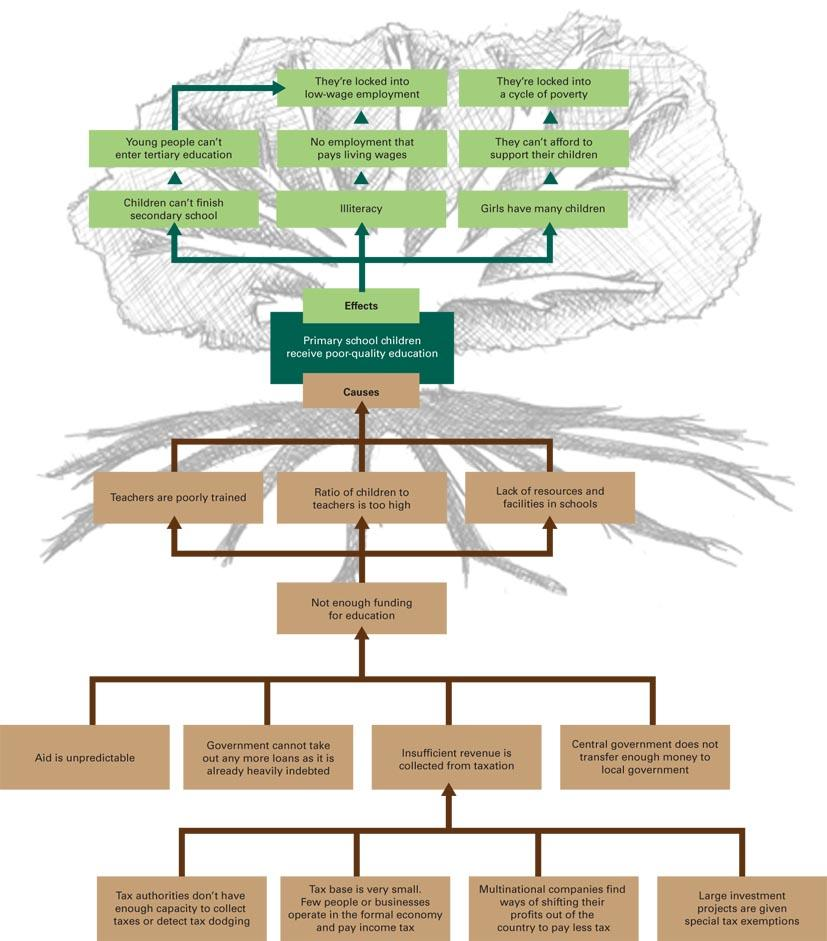 They're locked into
low-wage employment
They're locked into
a cycle of poverty
Young people can't
enter tertiary education
No employment that
pays living wages
They can't afford to
support their children
Children can't finish
secondary school
Illiteracy
Girls have many children
Effects
Primary school children
receive poor-quality education
Causes
Teachers are poorly trained
Ratio of children to
teachers is too high
Lack of resources and
facilities in schools
Not enough funding
for education
Aid is unpredictable
Government cannot take
out any more loans as it is
already heavily indebted
Insufficient revenue is
collected from taxation
Central government does not
transfer enough money to
local government
Tax authorities don't have
enough capacity to collect
taxes or detect tax dodging
Tax base is very small.
Few people or businesses
operate in the formal economy
and pay income tax
Multinational companies find
ways of shifting their
profits out of the
country to pay less tax
Large investment
projects are given
special tax exemptions